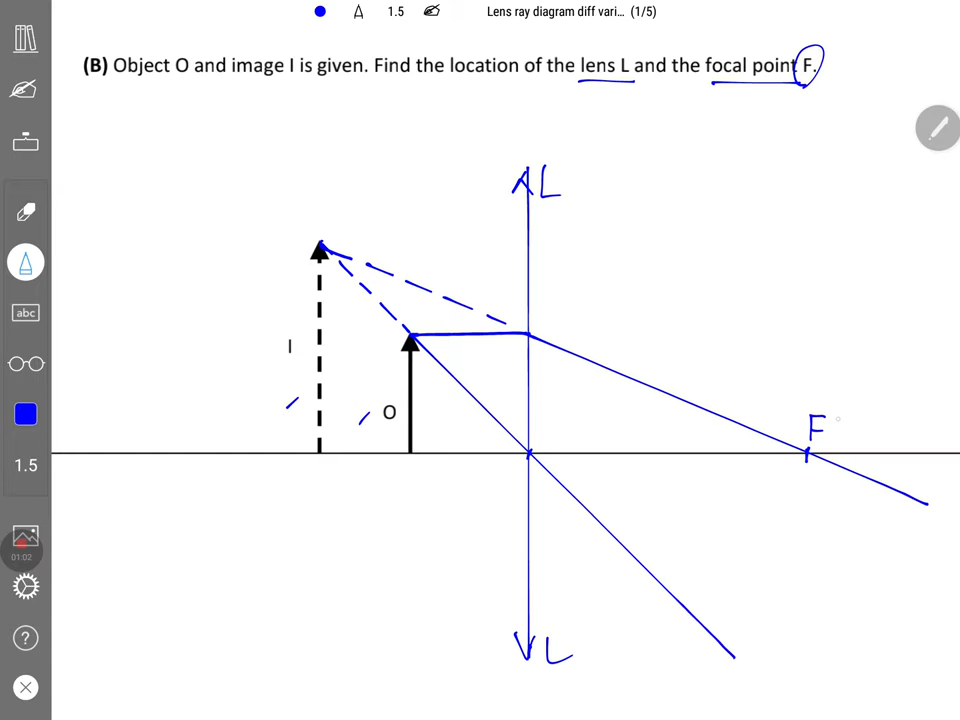 1.5 Lens ray diagram diff vari... (1/5)
(B) Object O and image I is given. Find the location of the lens L and the focal point F.
L
I
abc
O
F
1.5
01:02
L
?